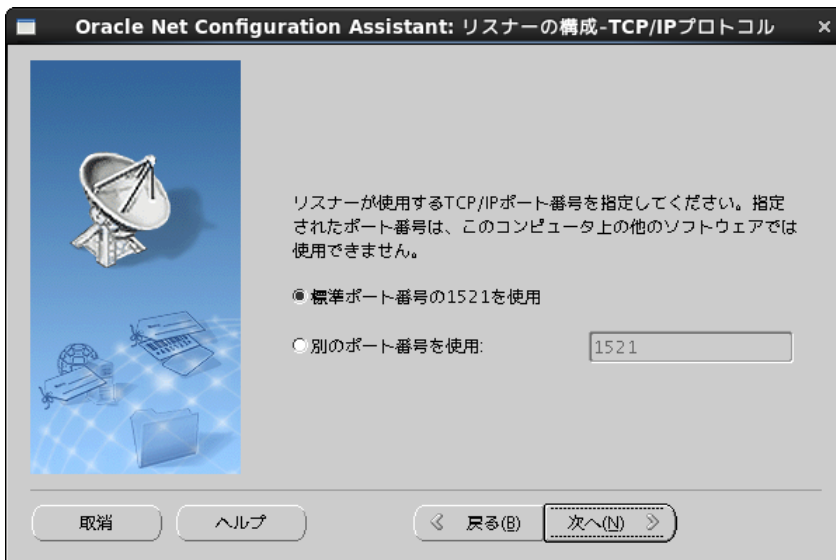 Oracle Net Configuration Assistant: リスナーの構成-TCP/IPプロトコル
リスナーが使用するTCP/IPポート番号を指定してください。指定
されたポート番号は、このコンピュータ上の他のソフトウェアでは
使用できません。
標準ポート番号の1521を使用
別のポート番号を使用: 1521
取消 ヘルプ 戻る(B) 次へ(N)